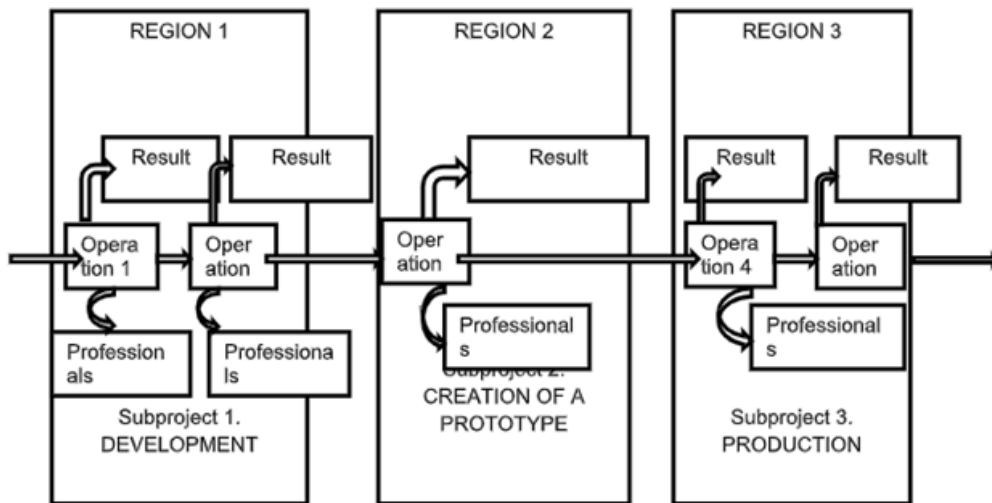 REGION 1
REGION 2
REGION 3
Result
Result
Result
Result
Result
Opera
tion 1
Oper
ation
Oper
ation
Opera
tion 4
Oper
ation
Profession
als
Professiona
ls
Professional
s
Professional
s
Subproject 1.
DEVELOPMENT
Subproject 2.
CREATION OF A
PROTOTYPE
Subproject 3.
PRODUCTION